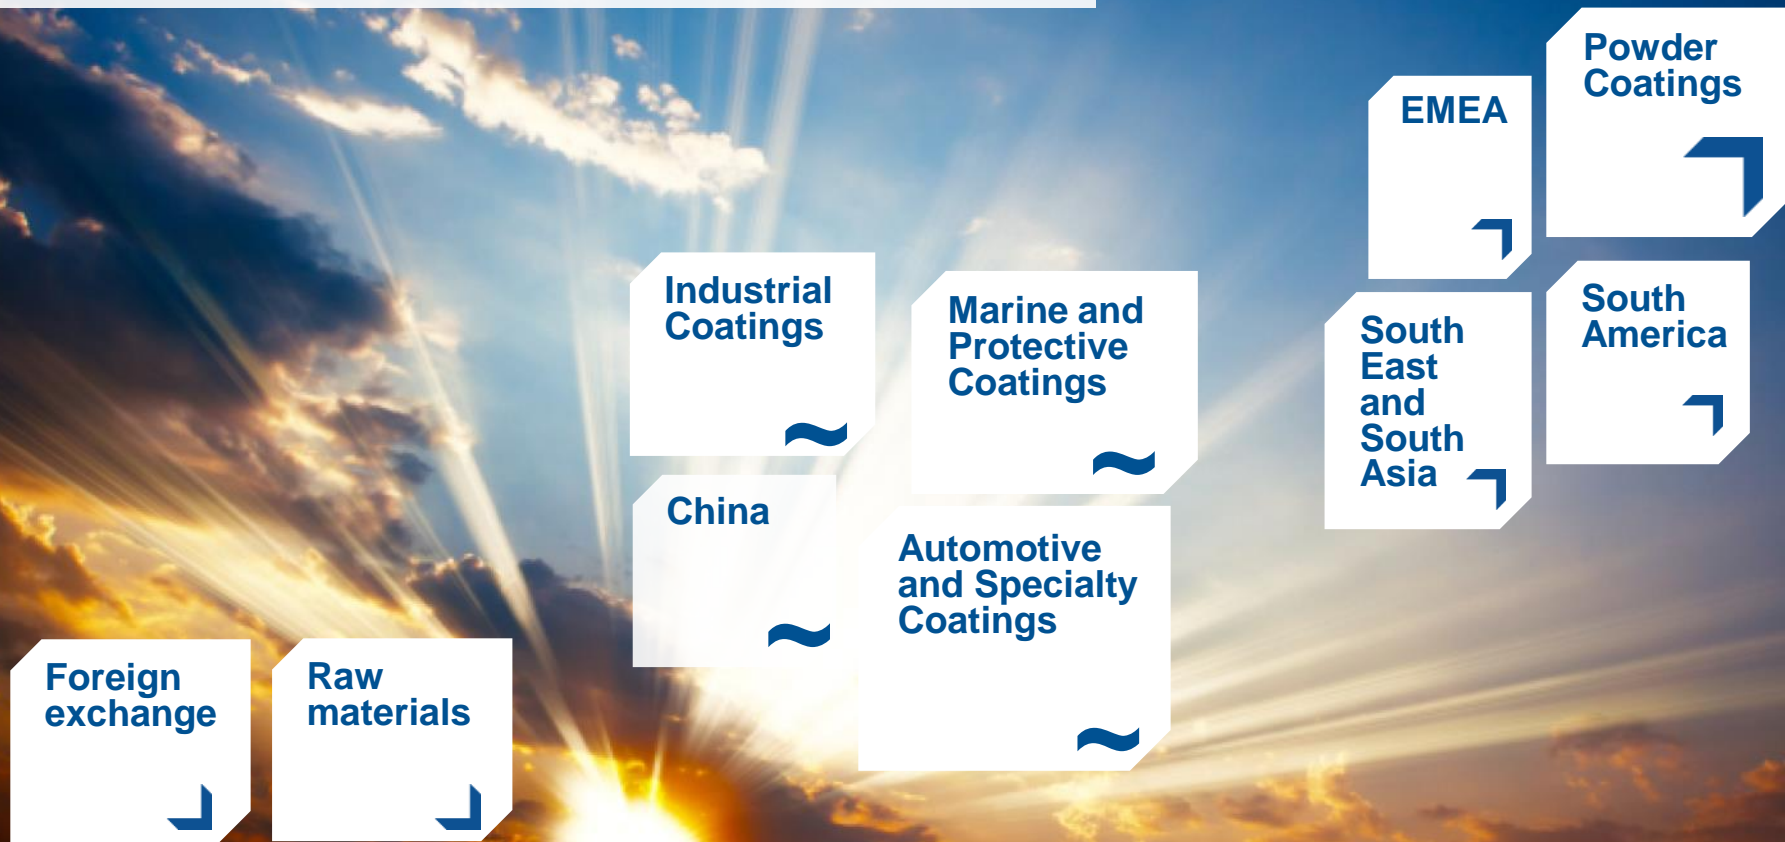 Powder
Coatings
EMEA
Industrial
Coatings
Marine and
Protective
Coatings
South
East
and
South
Asia
South
America
China
Automotive
and Specialty
Coatings
Foreign
exchange
Raw
materials